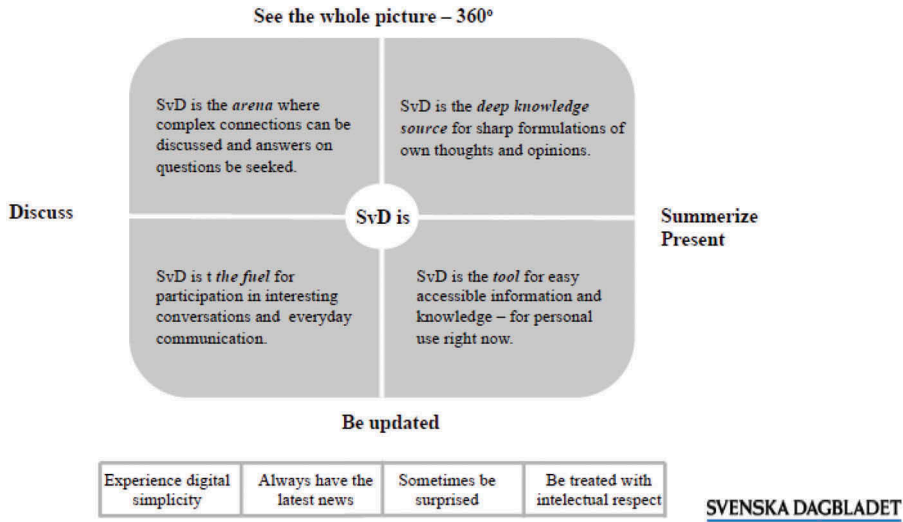 See the whole picture – 360º
SvD is the arena where
complex connections can be
discussed and answers on
questions be seeked.
SvD is the deep knowledge
source for sharp formulations of
own thoughts and opinions.
Discuss
SvD is
Summerize
Present
SvD is t the fuel for
participation in interesting
conversations and everyday
communication.
SvD is the tool for easy
accessible information and
knowledge – for personal
use right now.
Be updated
Experience digital
simplicity
Always have the
latest news
Sometimes be
surprised
Be treated with
intelectual respect
SVENSKA DAGBLADET